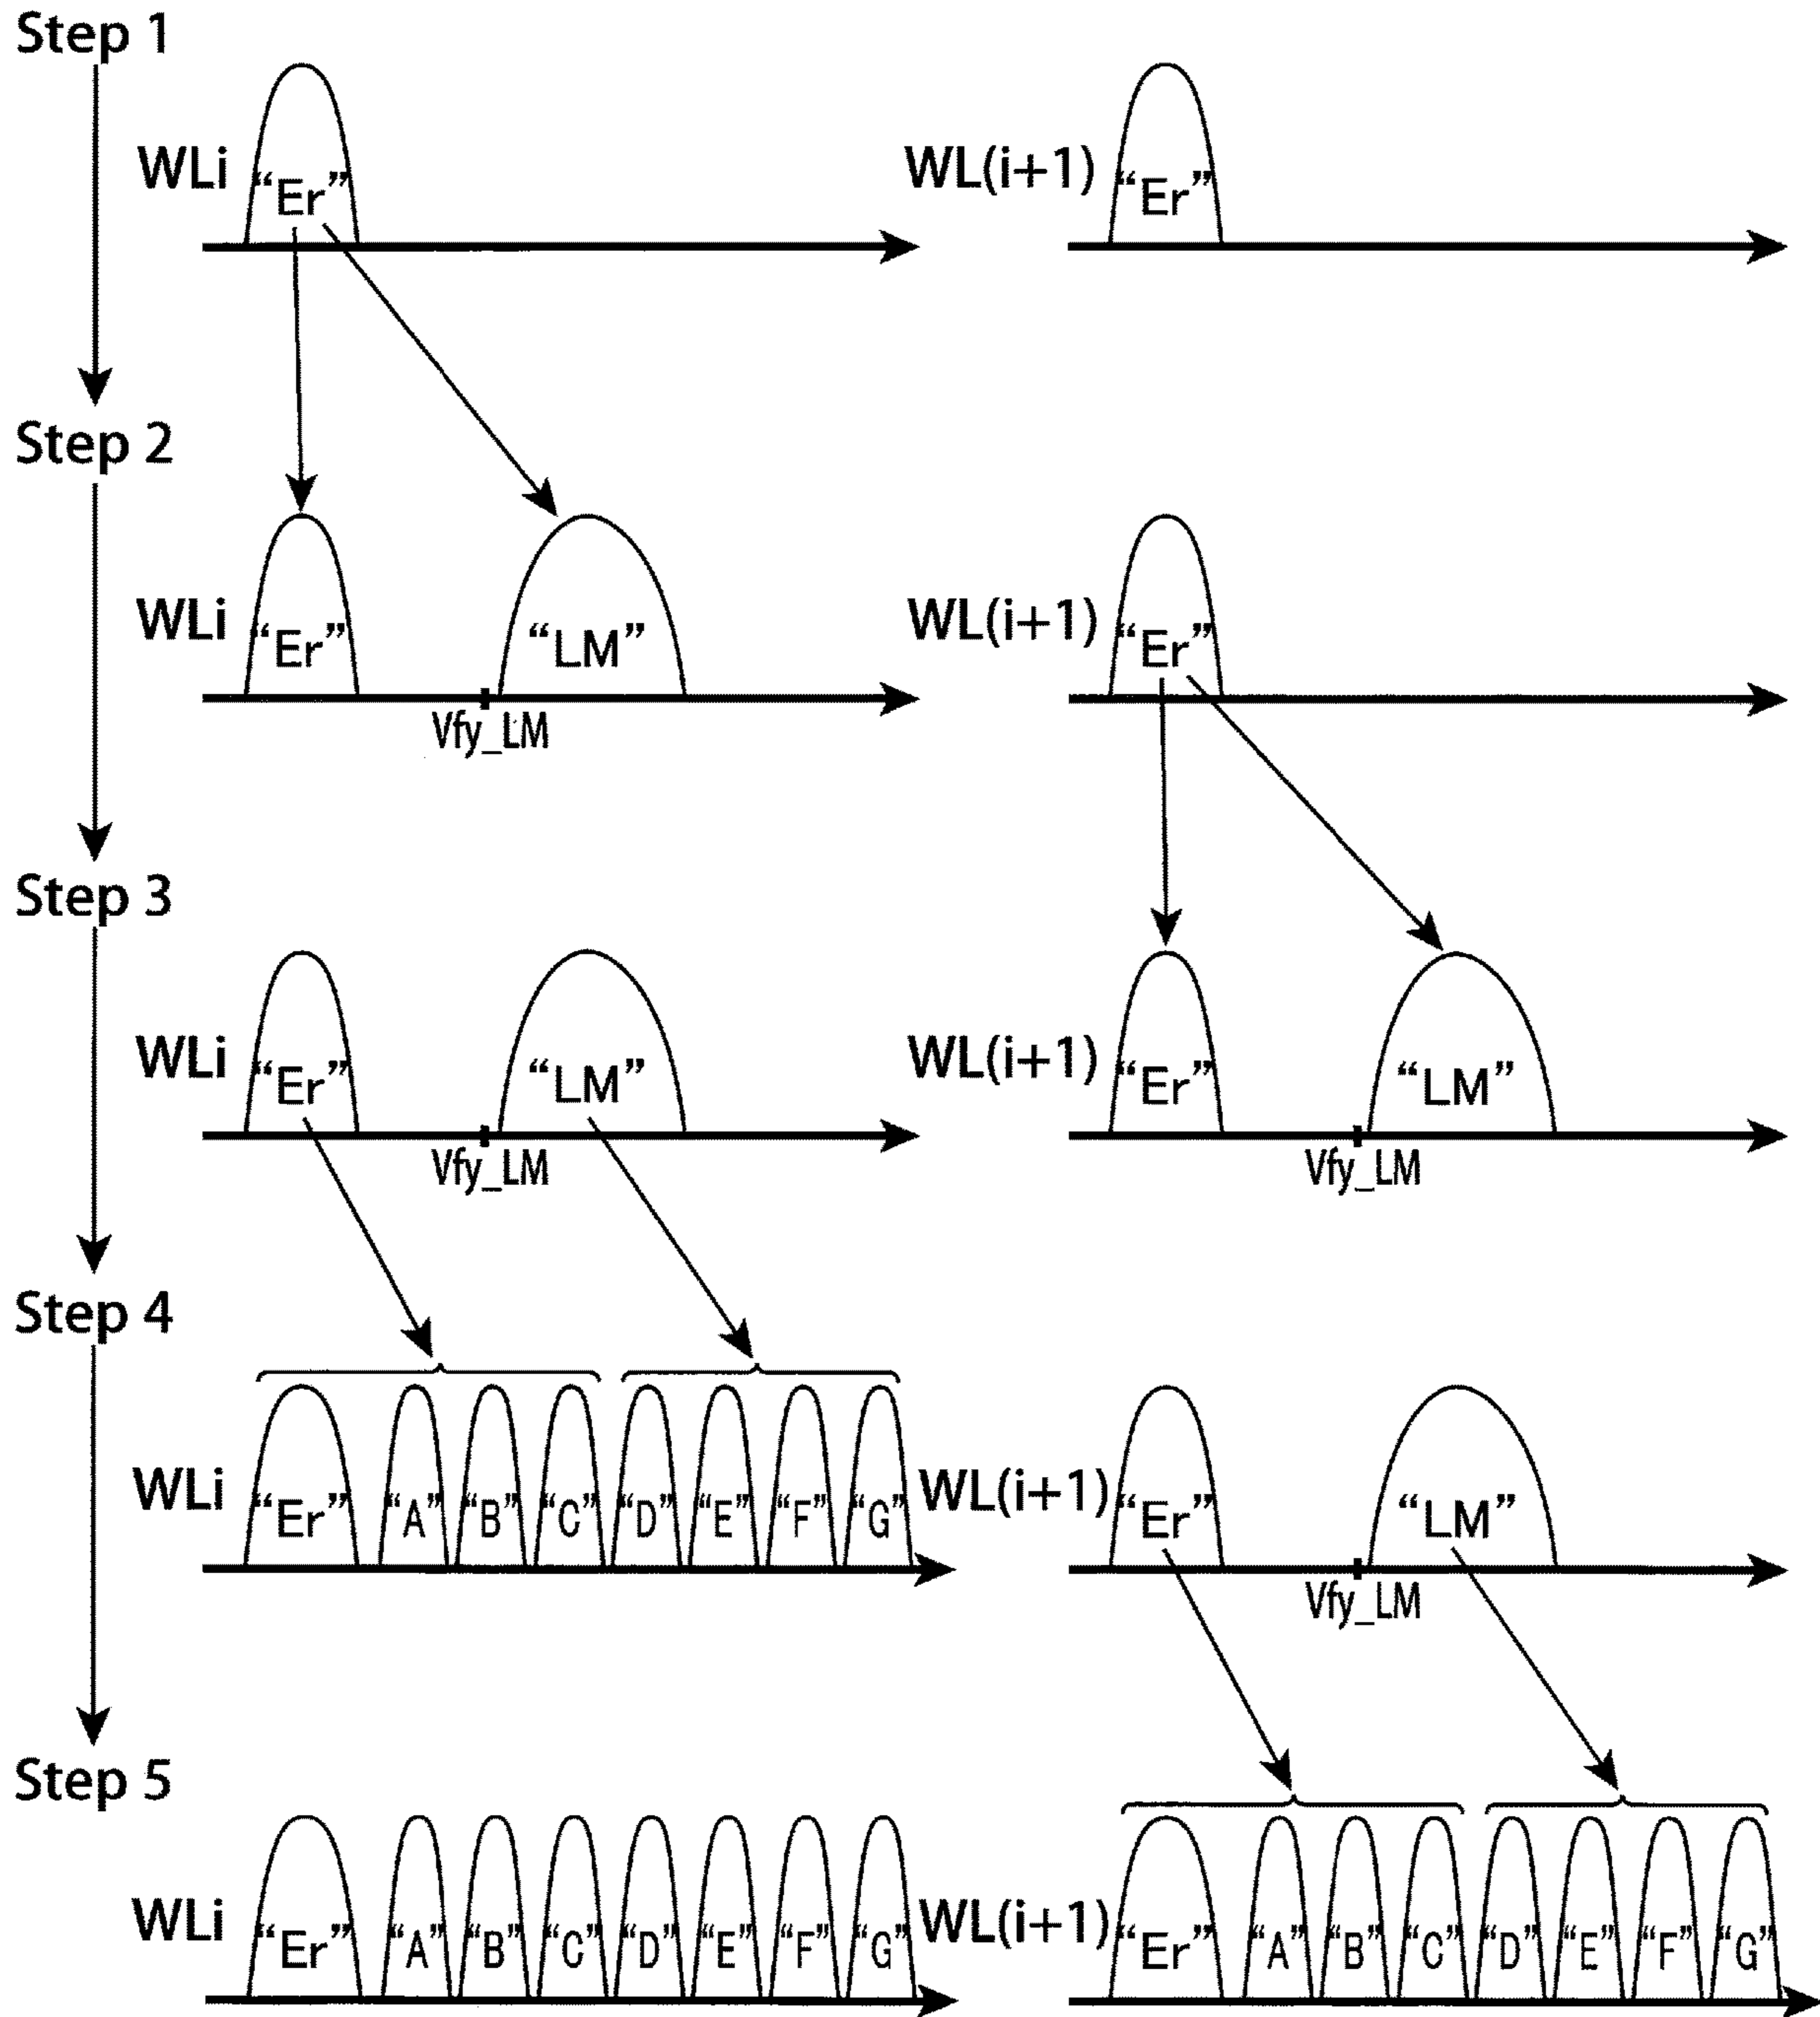 Step 1
WLi “Er” WL(i+1) “Er”
Step 2
WLi “Er” “LM” WL(i+1) “Er”
Vfy_LM
Step 3
WLi “Er” “LM” WL(i+1) “Er” “LM”
Vfy_LM Vfy_LM
Step 4
WLi “Er” “A” “B” “C” “D” “E” “F” “G” WL(i+1) “Er” “LM”
Vfy_LM
Step 5
WLi “Er” “A” “B” “C” “D” “E” “F” “G” WL(i+1) “Er” “A” “B” “C” “D” “E” “F” “G”